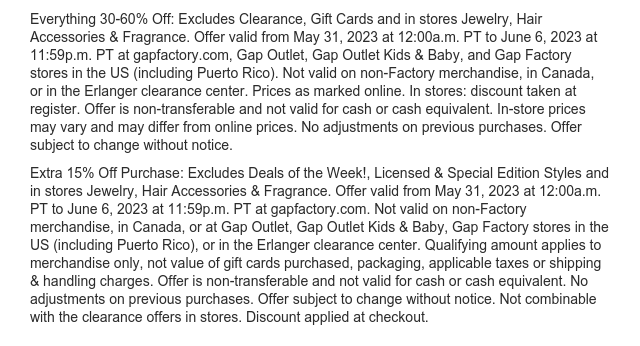 Everything 30-60% Off: Excludes Clearance, Gift Cards and in stores Jewelry, Hair
Accessories & Fragrance. Offer valid from May 31, 2023 at 12:00a.m. PT to June 6, 2023 at
11:59p.m. PT at gapfactory.com, Gap Outlet, Gap Outlet Kids & Baby, and Gap Factory
stores in the US (including Puerto Rico). Not valid on non-Factory merchandise, in Canada,
or in the Erlanger clearance center. Prices as marked online. In stores: discount taken at
register. Offer is non-transferable and not valid for cash or cash equivalent. In-store prices
may vary and may differ from online prices. No adjustments on previous purchases. Offer
subject to change without notice.
Extra 15% Off Purchase: Excludes Deals of the Week!, Licensed & Special Edition Styles and
in stores Jewelry, Hair Accessories & Fragrance. Offer valid from May 31, 2023 at 12:00a.m.
PT to June 6, 2023 at 11:59p.m. PT at gapfactory.com. Not valid on non-Factory
merchandise, in Canada, or at Gap Outlet, Gap Outlet Kids & Baby, Gap Factory stores in the
US (including Puerto Rico), or in the Erlanger clearance center. Qualifying amount applies to
merchandise only, not value of gift cards purchased, packaging, applicable taxes or shipping
& handling charges. Offer is non-transferable and not valid for cash or cash equivalent. No
adjustments on previous purchases. Offer subject to change without notice. Not combinable
with the clearance offers in stores. Discount applied at checkout.